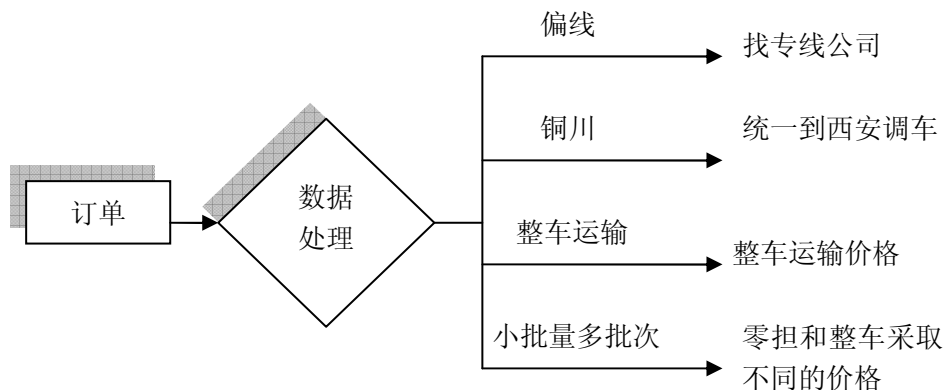 偏线
找专线公司
铜川
统一到西安调车
订单
数据
处理
整车运输
整车运输价格
小批量多批次
零担和整车采取
不同的价格